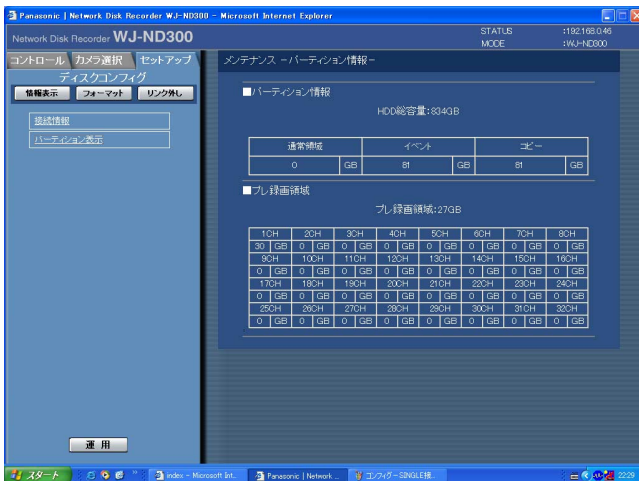 Panasonic | Network Disk Recorder WJ-ND300 - Microsoft Internet Explorer
Network Disk Recorder WJ-ND300
STATUS :192.168.0.46
MODE :WJ-ND300
コントロール カメラ選択 セットアップ
ディスクコンフィグ
情報表示 フォーマット リンク外し
接続情報
パーティション表示
運用
メンテナンス －パーティション情報－
■パーティション情報
HDD総容量:834GB
通常領域 イベント コピー
0 GB 81 GB 81 GB
■プレ録画領域
プレ録画領域:27GB
1CH 2CH 3CH 4CH 5CH 6CH 7CH 8CH
30 GB 0 GB 0 GB 0 GB 0 GB 0 GB 0 GB 0 GB
9CH 10CH 11CH 12CH 13CH 14CH 15CH 16CH
0 GB 0 GB 0 GB 0 GB 0 GB 0 GB 0 GB 0 GB
17CH 18CH 19CH 20CH 21CH 22CH 23CH 24CH
0 GB 0 GB 0 GB 0 GB 0 GB 0 GB 0 GB 0 GB
25CH 26CH 27CH 28CH 29CH 30CH 31CH 32CH
0 GB 0 GB 0 GB 0 GB 0 GB 0 GB 0 GB 0 GB
スタート index - Microsoft Int... Panasonic | Network ... コンフィグ-SINGLE接... 22:29